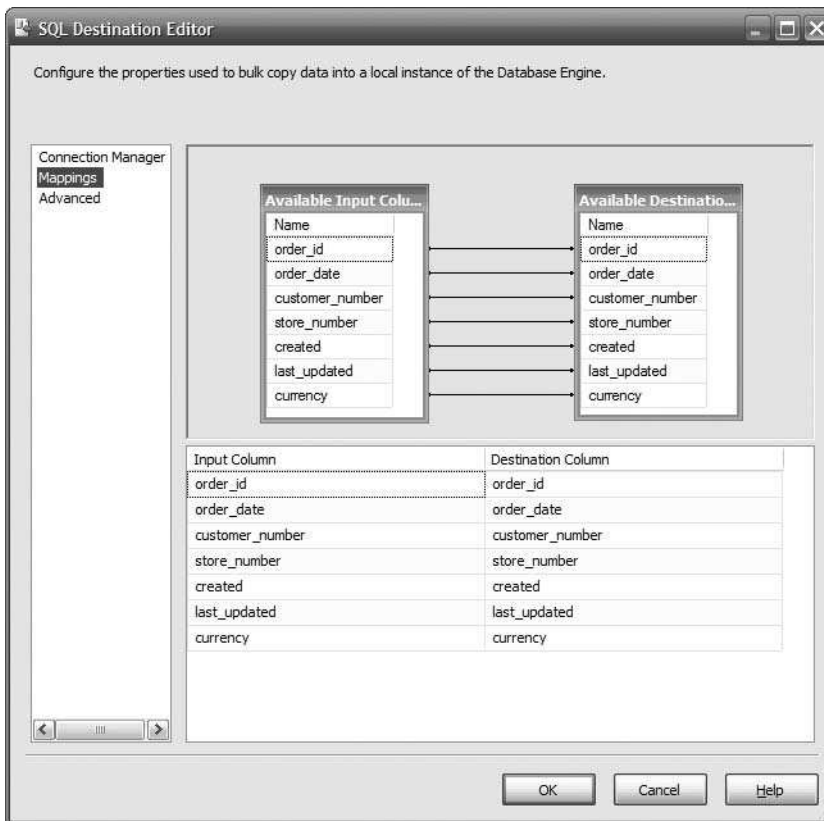 SQL Destination Editor
Configure the properties used to bulk copy data into a local instance of the Database Engine.
Connection Manager
Mappings
Advanced
Available Input Colu...
Name
order_id
order_date
customer_number
store_number
created
last_updated
currency
Available Destinatio...
Name
order_id
order_date
customer_number
store_number
created
last_updated
currency
Input Column Destination Column
order_id order_id
order_date order_date
customer_number customer_number
store_number store_number
created created
last_updated last_updated
currency currency
OK Cancel Help